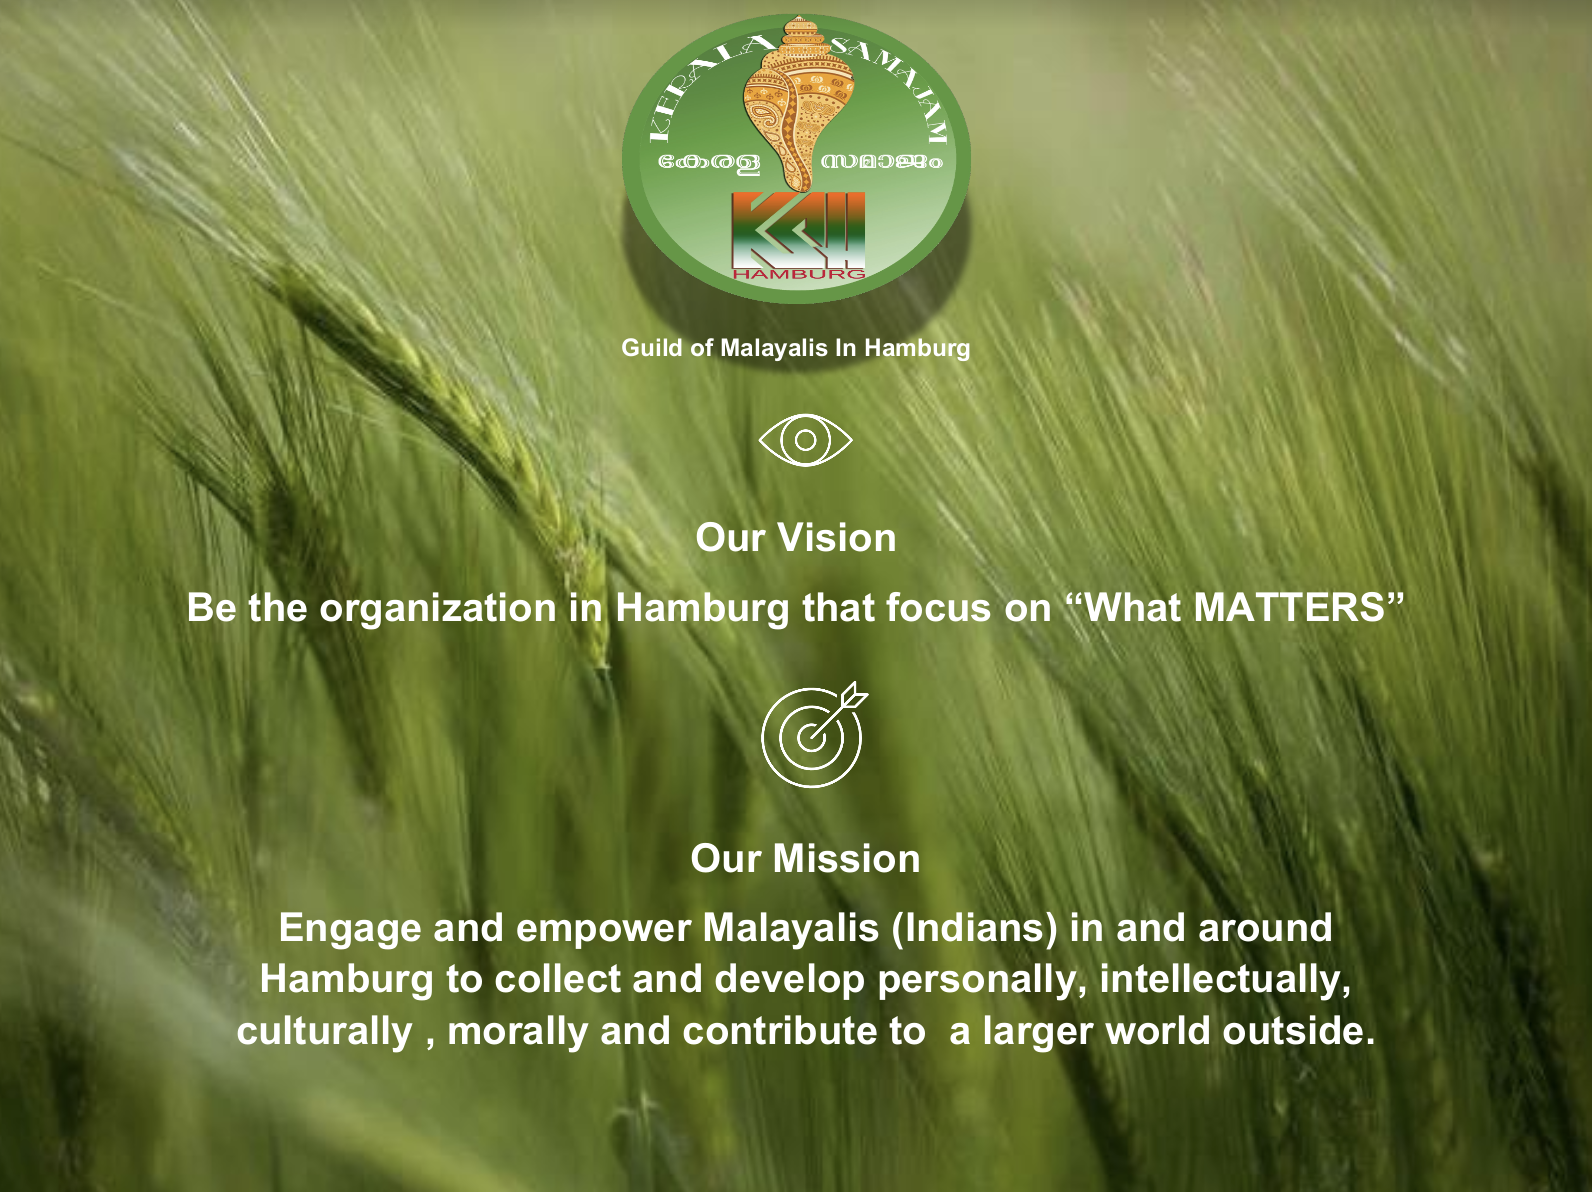 KERALA SAMAJAM
കേരള സമാജം
KSH
HAMBURG
Guild of Malayalis In Hamburg
Our Vision
Be the organization in Hamburg that focus on “What MATTERS”
Our Mission
Engage and empower Malayalis (Indians) in and around
Hamburg to collect and develop personally, intellectually,
culturally , morally and contribute to  a larger world outside.